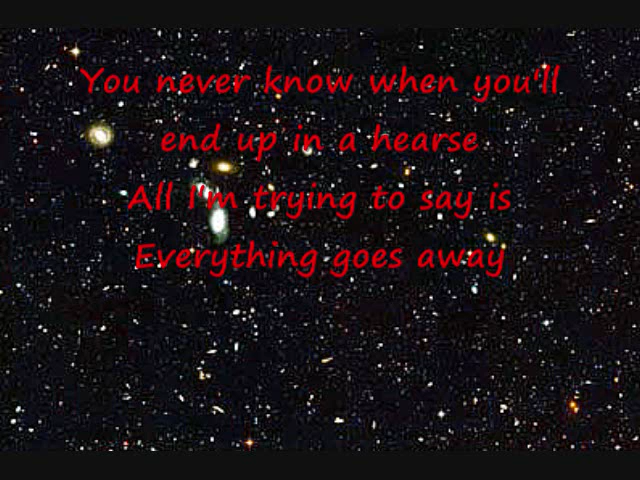 You never know when you'll
end up in a hearse
All I'm trying to say is
Everything goes away